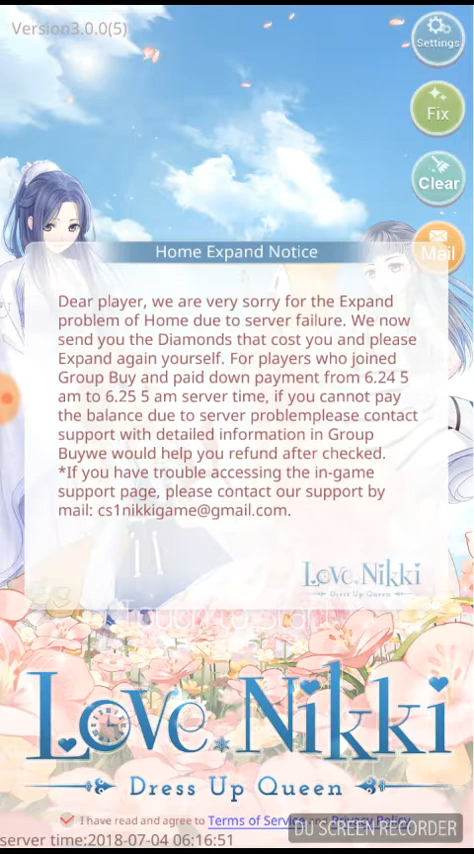 Version3.0.0(5)
Settings
Fix
Clear
Mail
Home Expand Notice
Dear player, we are very sorry for the Expand
problem of Home due to server failure. We now
send you the Diamonds that cost you and please
Expand again yourself. For players who joined
Group Buy and paid down payment from 6.24 5
am to 6.25 5 am server time, if you cannot pay
the balance due to server problemplease contact
support with detailed information in Group
Buywe would help you refund after checked.
*If you have trouble accessing the in-game
support page, please contact our support by
mail: cs1nikkigame@gmail.com.
Love Nikki
Dress Up Queen
Touch to start
Love Nikki
Dress Up Queen
I have read and agree to Terms of Service and Privacy Policy
DU SCREEN RECORDER
server time:2018-07-04 06:16:51